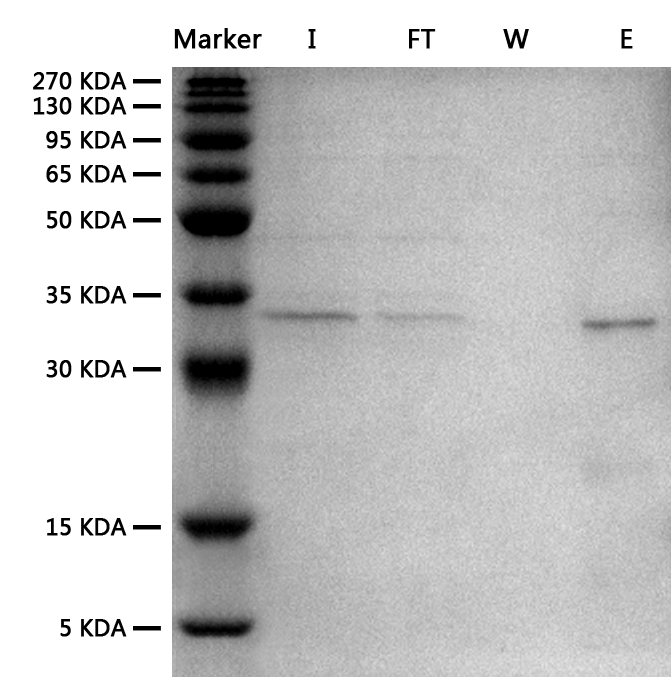 Marker I FT W E
270 KDA
130 KDA
95 KDA
65 KDA
50 KDA
35 KDA
30 KDA
15 KDA
5 KDA